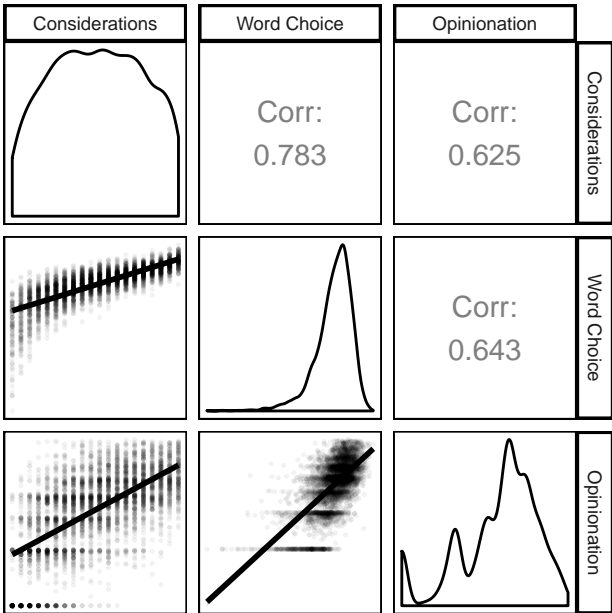 Considerations
Word Choice
Opinionation
Corr:
0.783
Corr:
0.625
Considerations
Corr:
0.643
Word Choice
Opinionation